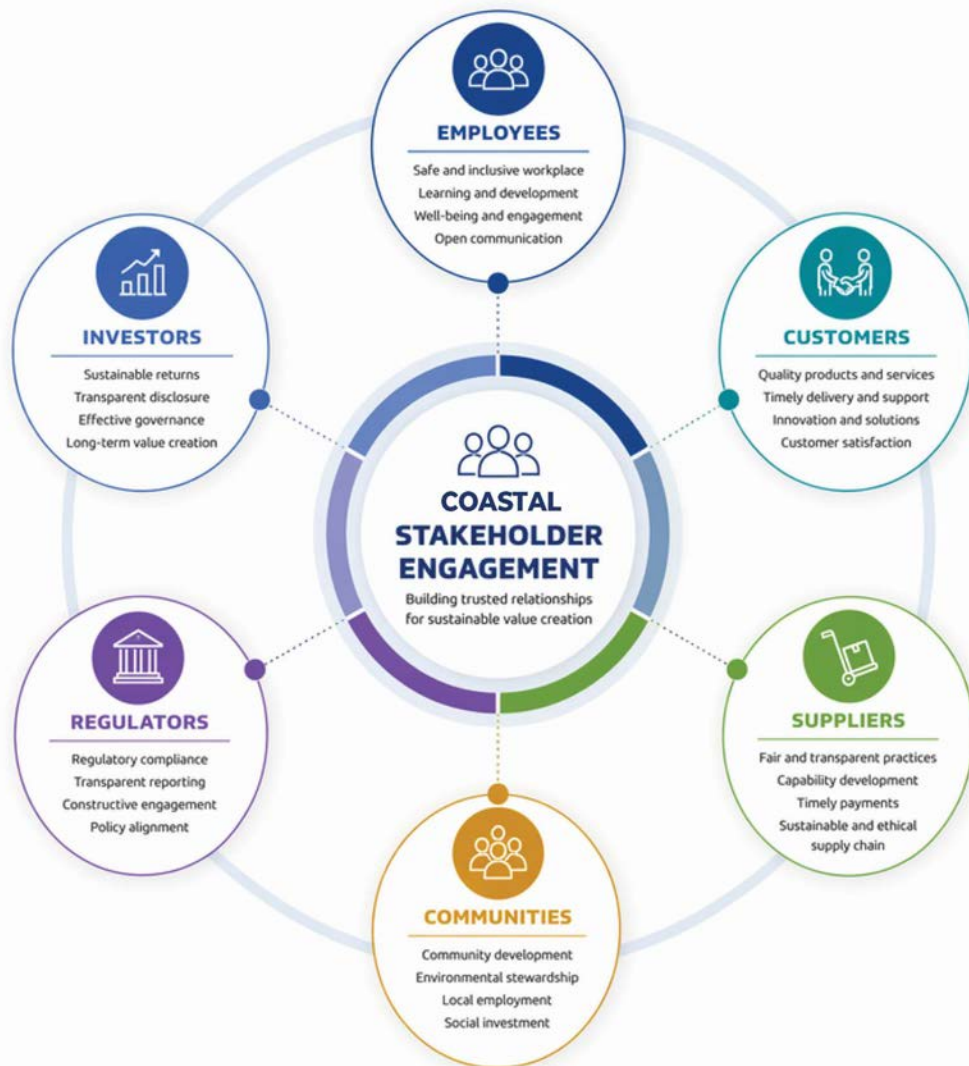 EMPLOYEES
Safe and inclusive workplace
Learning and development
Well-being and engagement
Open communication
INVESTORS
Sustainable returns
Transparent disclosure
Effective governance
Long-term value creation
CUSTOMERS
Quality products and services
Timely delivery and support
Innovation and solutions
Customer satisfaction
COASTAL
STAKEHOLDER
ENGAGEMENT
Building trusted relationships
for sustainable value creation
REGULATORS
Regulatory compliance
Transparent reporting
Constructive engagement
Policy alignment
SUPPLIERS
Fair and transparent practices
Capability development
Timely payments
Sustainable and ethical
supply chain
COMMUNITIES
Community development
Environmental stewardship
Local employment
Social investment